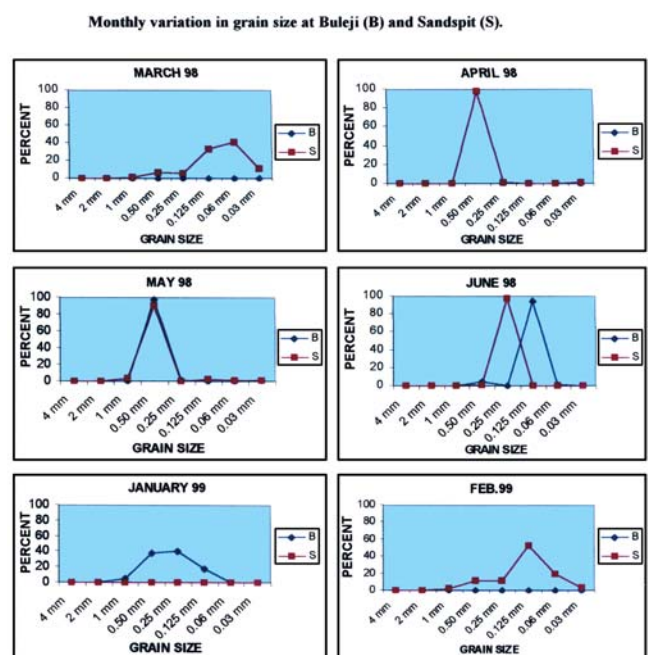 Monthly variation in grain size at Buleji (B) and Sandspit (S).
MARCH 98
PERCENT
100
80
60
40
20
0
4 mm
2 mm
1 mm
0.50 mm
0.25 mm
0.125 mm
0.06 mm
0.03 mm
GRAIN SIZE
B
S
APRIL 98
PERCENT
100
80
60
40
20
0
4 mm
2 mm
1 mm
0.50 mm
0.25 mm
0.125 mm
0.06 mm
0.03 mm
GRAIN SIZE
B
S
MAY 98
PERCENT
100
80
60
40
20
0
4 mm
2 mm
1 mm
0.50 mm
0.25 mm
0.125 mm
0.06 mm
0.03 mm
GRAIN SIZE
B
S
JUNE 98
PERCENT
100
80
60
40
20
0
4 mm
2 mm
1 mm
0.50 mm
0.25 mm
0.125 mm
0.06 mm
0.03 mm
GRAIN SIZE
B
S
JANUARY 99
PERCENT
100
80
60
40
20
0
4 mm
2 mm
1 mm
0.50 mm
0.25 mm
0.125 mm
0.06 mm
0.03 mm
GRAIN SIZE
B
S
FEB.99
PERCENT
100
80
60
40
20
0
4 mm
2 mm
1 mm
0.50 mm
0.25 mm
0.125 mm
0.06 mm
0.03 mm
GRAIN SIZE
B
S